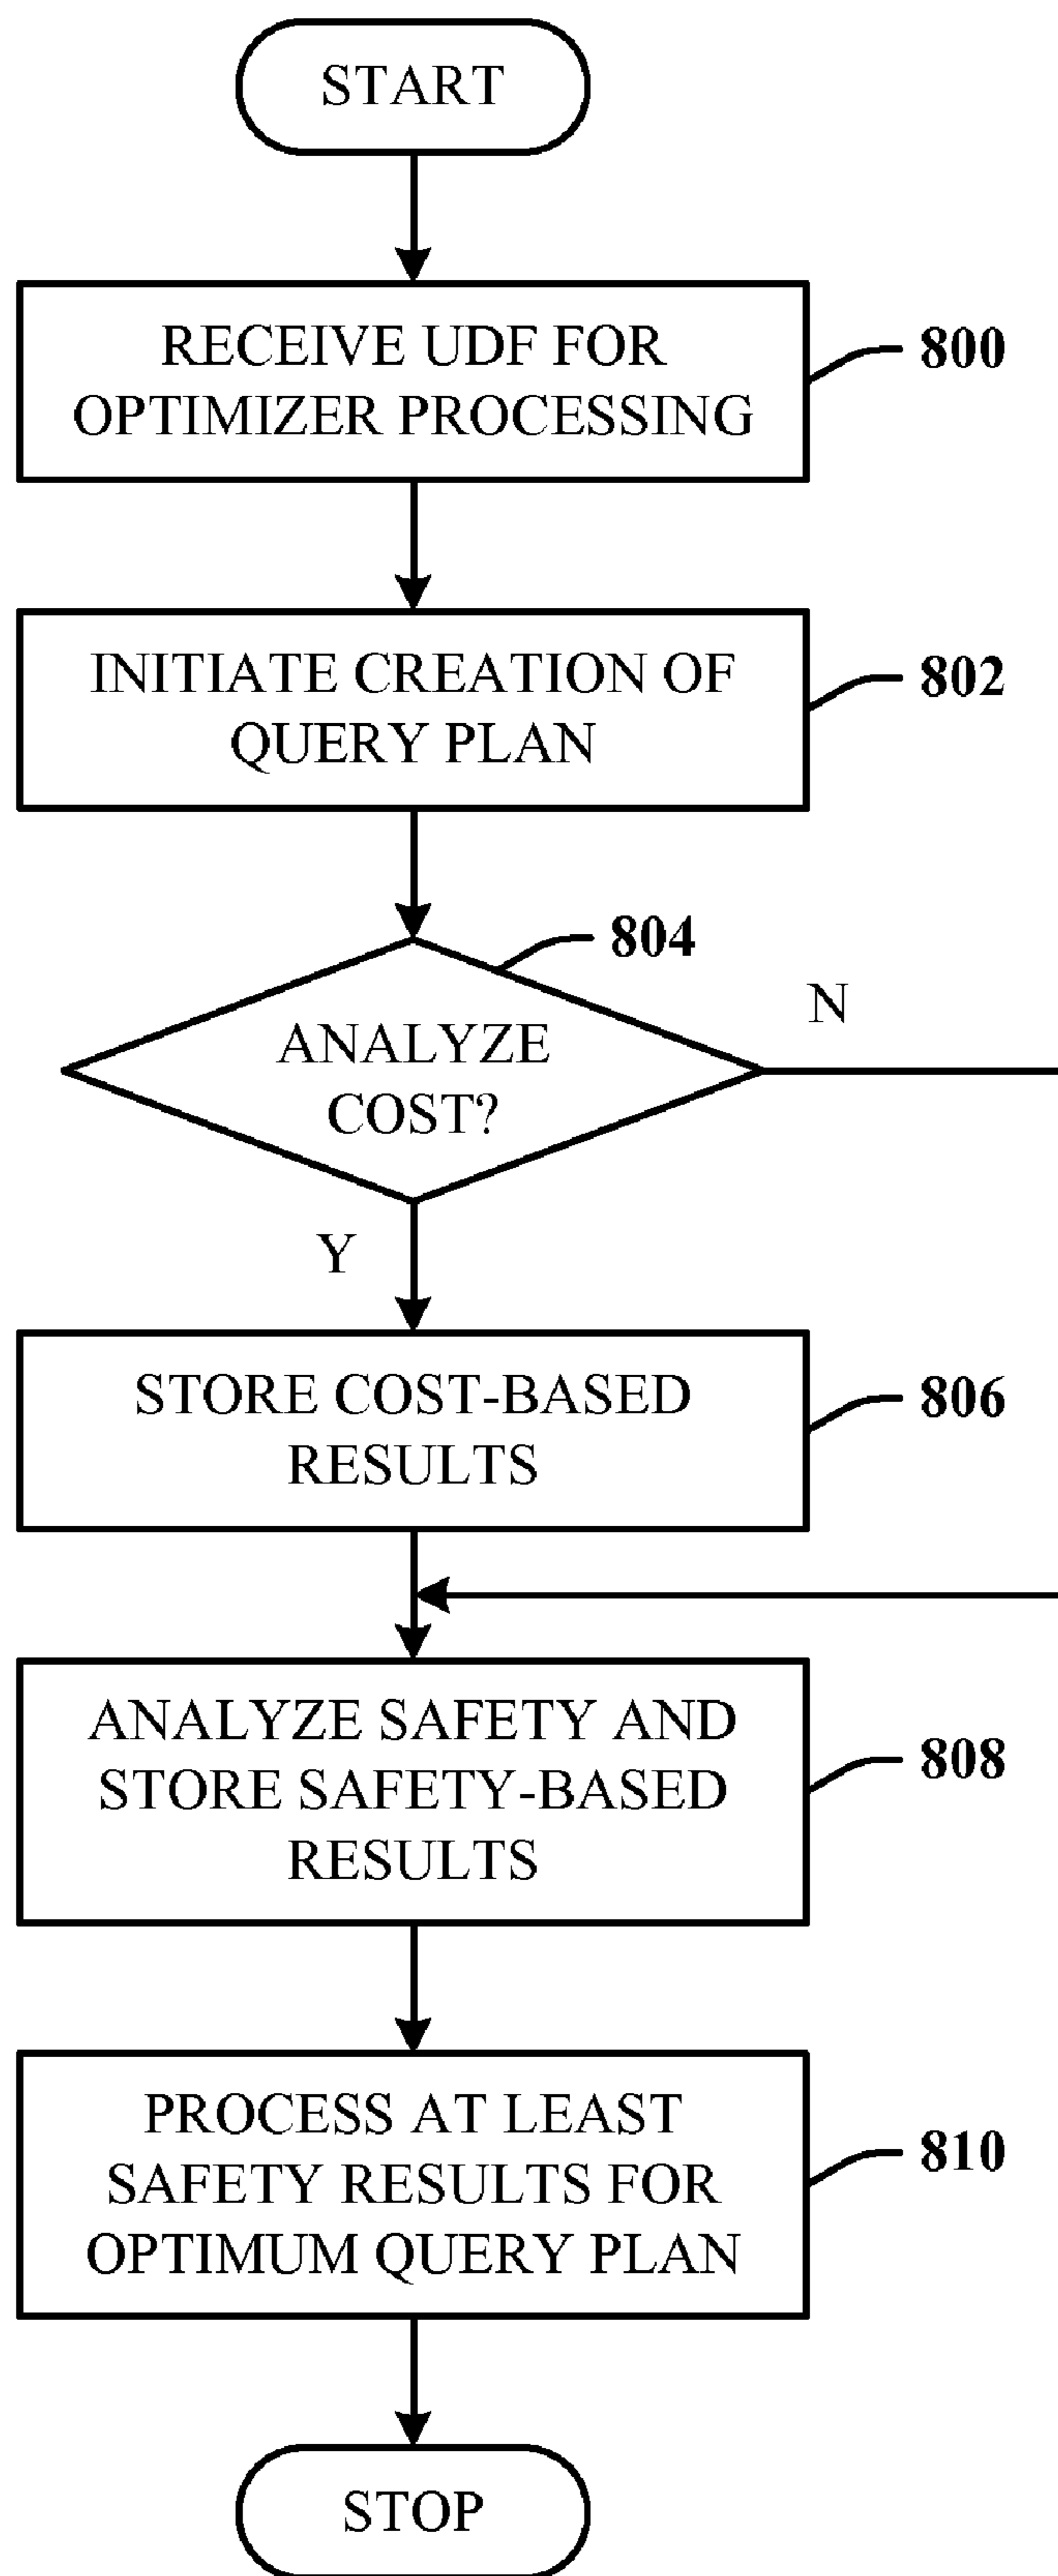 START
RECEIVE UDF FOR
OPTIMIZER PROCESSING
800
INITIATE CREATION OF
QUERY PLAN
802
804
ANALYZE
COST?
N
Y
STORE COST-BASED
RESULTS
806
ANALYZE SAFETY AND
STORE SAFETY-BASED
RESULTS
808
PROCESS AT LEAST
SAFETY RESULTS FOR
OPTIMUM QUERY PLAN
810
STOP